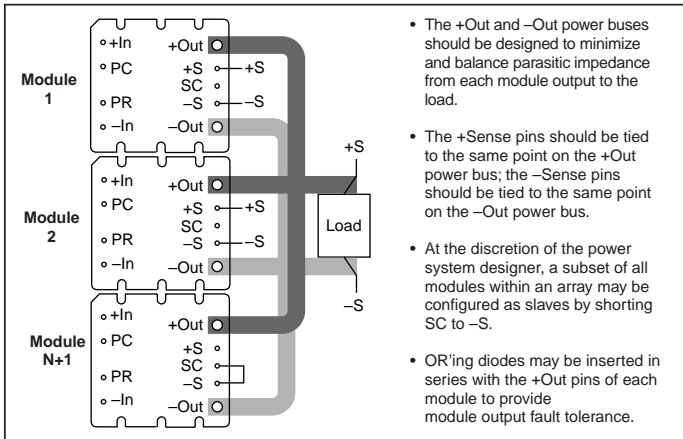 +In
+Out
PC
+S
+S
SC
PR
–S
–S
–In
–Out
Module
1
+In
+Out
PC
+S
+S
SC
PR
–S
–S
–In
–Out
Module
2
+In
+Out
PC
+S
SC
PR
–S
–In
–Out
Module
N+1
+S
Load
–S
• The +Out and –Out power buses
should be designed to minimize
and balance parasitic impedance
from each module output to the
load.
• The +Sense pins should be tied
to the same point on the +Out
power bus; the –Sense pins
should be tied to the same point
on the –Out power bus.
• At the discretion of the power
system designer, a subset of all
modules within an array may be
configured as slaves by shorting
SC to –S.
• OR'ing diodes may be inserted in
series with the +Out pins of each
module to provide
module output fault tolerance.